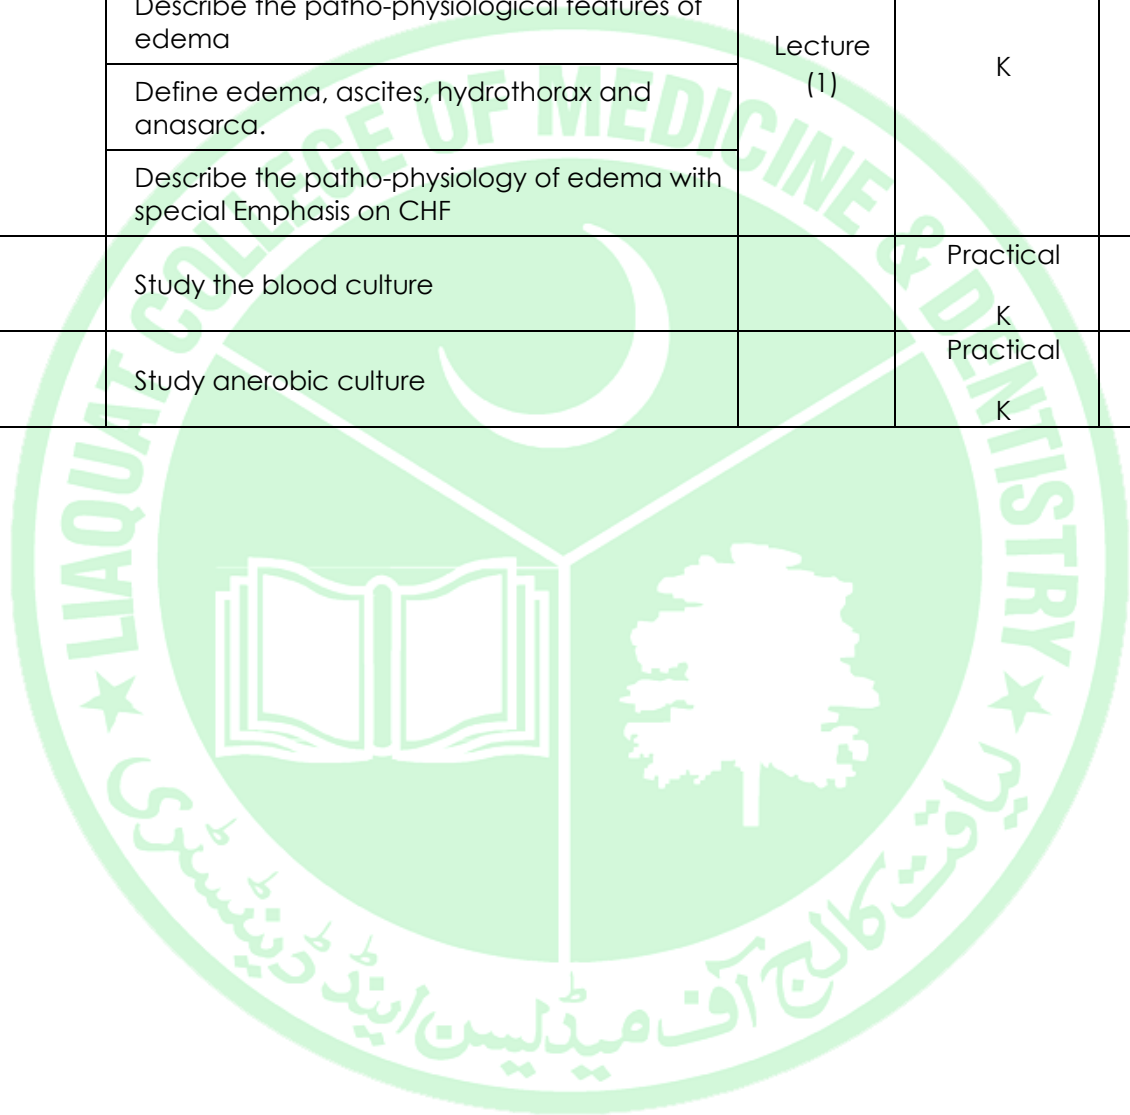 Describe the patho-physiological features of
edema
Lecture
(1)
K
Define edema, ascites, hydrothorax and
anasarca.
Describe the patho-physiology of edema with
special Emphasis on CHF
Study the blood culture
Practical
K
Study anerobic culture
Practical
K
LIAQUAT COLLEGE OF MEDICINE & DENTISTRY
لیاقت کالج آف میڈیسن اینڈ ڈینٹسٹری